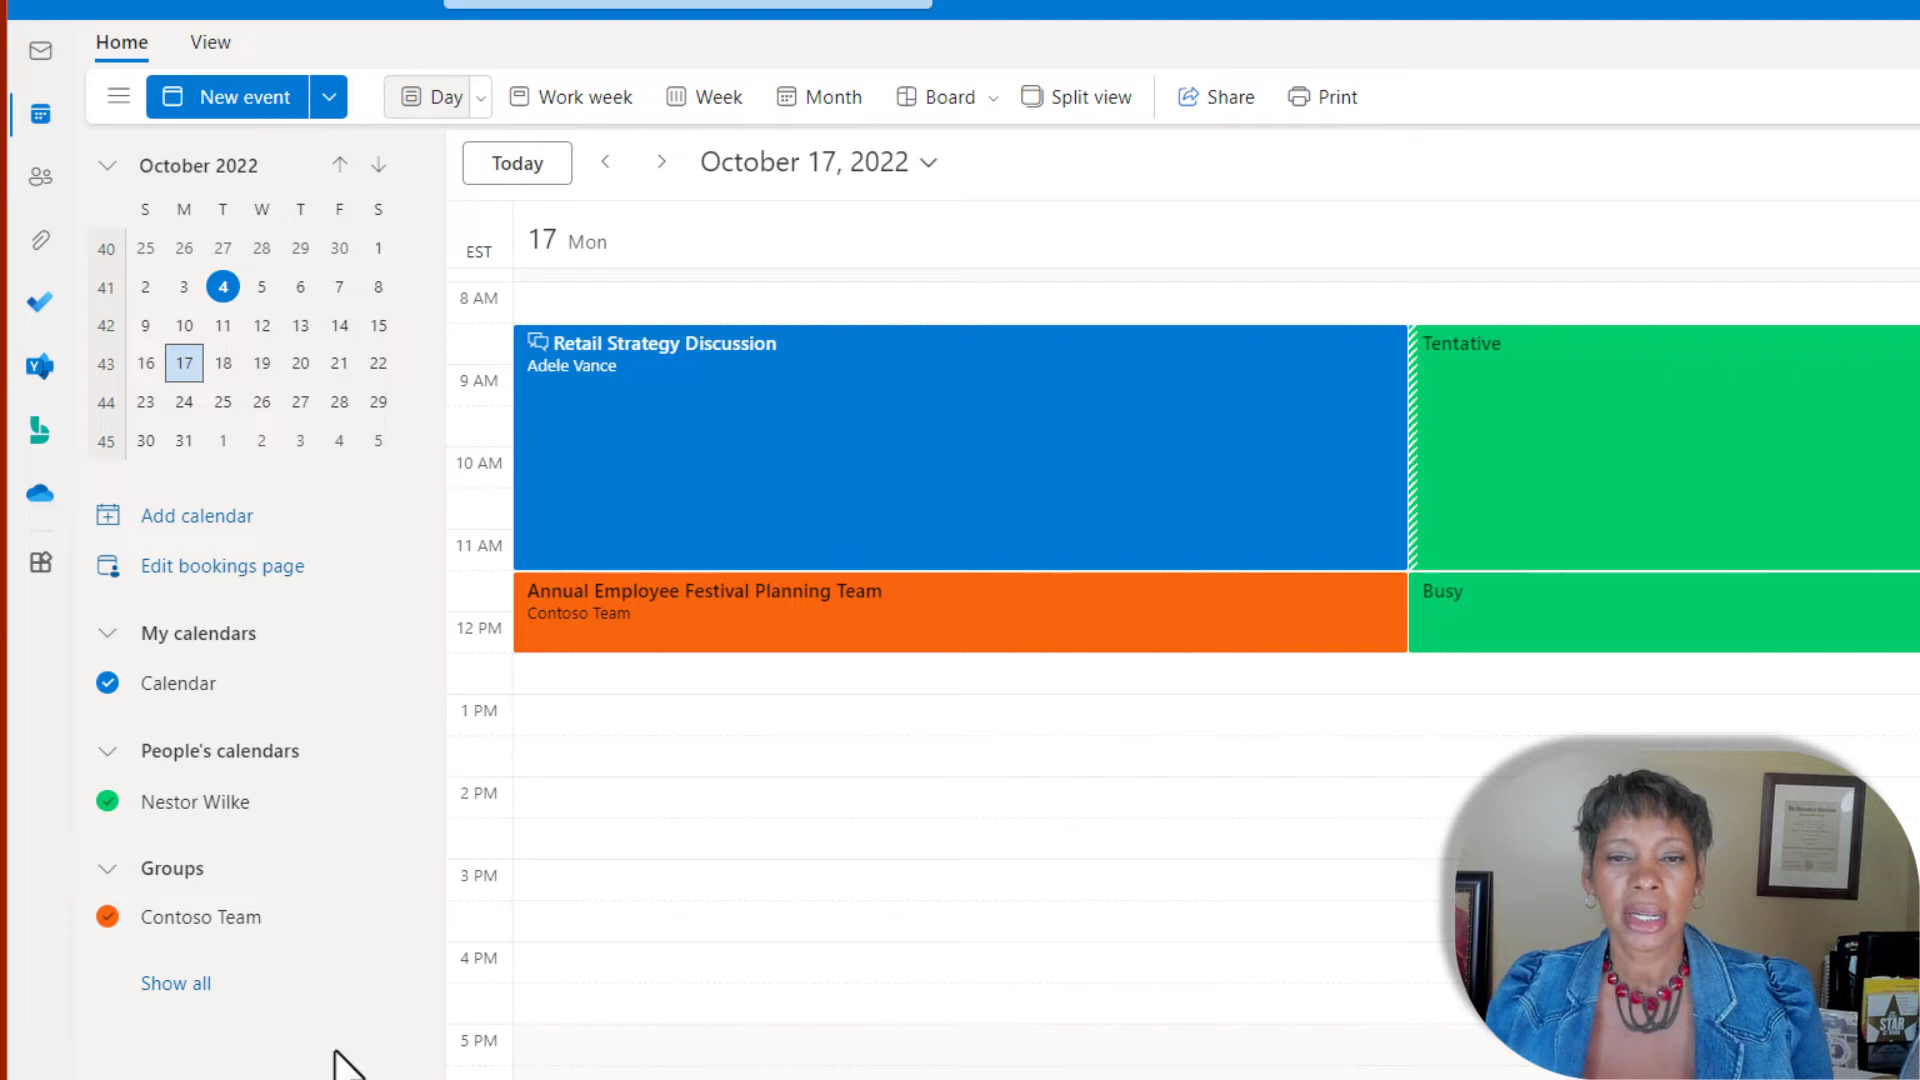 Home View
New event Day Work week Week Month Board Split view Share Print
October 2022
S M T W T F S
40 25 26 27 28 29 30 1
41 2 3 4 5 6 7 8
42 9 10 11 12 13 14 15
43 16 17 18 19 20 21 22
44 23 24 25 26 27 28 29
45 30 31 1 2 3 4 5
Add calendar
Edit bookings page
My calendars
Calendar
People's calendars
Nestor Wilke
Groups
Contoso Team
Show all
Today October 17, 2022
EST 17 Mon
8 AM
Retail Strategy Discussion
Adele Vance
Tentative
9 AM
10 AM
11 AM
Annual Employee Festival Planning Team
Contoso Team
Busy
12 PM
1 PM
2 PM
3 PM
4 PM
5 PM
STAR